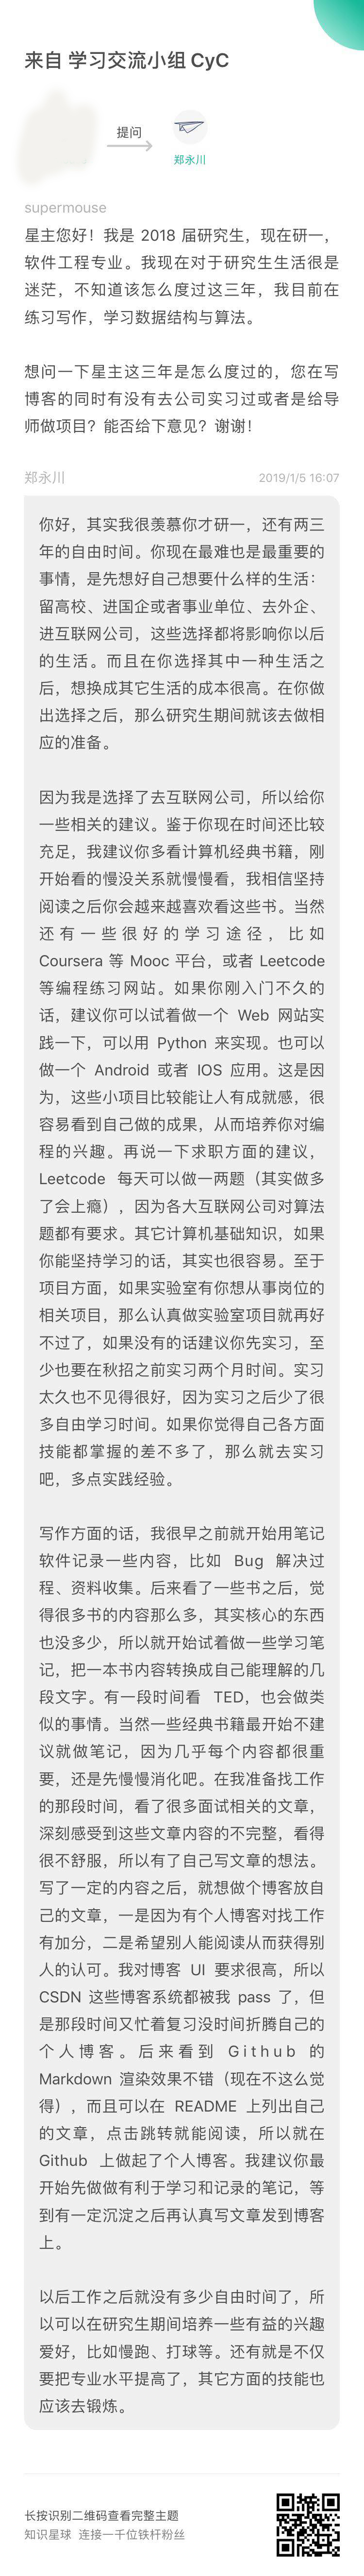 来自 学习交流小组 CyC
提问
郑永川
supermouse
星主您好！我是 2018 届研究生，现在研一，
软件工程专业。我现在对于研究生生活很是
迷茫，不知道该怎么度过这三年，我目前在
练习写作，学习数据结构与算法。
想问一下星主这三年是怎么度过的，您在写
博客的同时有没有去公司实习过或者是给导
师做项目？能否给下意见？谢谢！
郑永川
2019/1/5 16:07
你好，其实我很羡慕你才研一，还有两三
年的自由时间。你现在最难也是最重要的
事情，是先想好自己想要什么样的生活：
留高校、进国企或者事业单位、去外企、
进互联网公司，这些选择都将影响你以后
的生活。而且在你选择其中一种生活之
后，想换成其它生活的成本很高。在你做
出选择之后，那么研究生期间就该去做相
应的准备。
因为我是选择了去互联网公司，所以给你
一些相关的建议。鉴于你现在时间还比较
充足，我建议你多看计算机经典书籍，刚
开始看的慢没关系就慢慢看，我相信坚持
阅读之后你会越来越喜欢看这些书。当然
还有一些很好的学习途径，比如
Coursera 等 Mooc 平台，或者 Leetcode
等编程练习网站。如果你刚入门不久的
话，建议你可以试着做一个 Web 网站实
践一下，可以用 Python 来实现。也可以
做一个 Android 或者 IOS 应用。这是因
为，这些小项目比较能让人有成就感，很
容易看到自己做的成果，从而培养你对编
程的兴趣。再说一下求职方面的建议，
Leetcode 每天可以做一两题（其实做多
了会上瘾），因为各大互联网公司对算法
题都有要求。其它计算机基础知识，如果
你能坚持学习的话，其实也很容易。至于
项目方面，如果实验室有你想从事岗位的
相关项目，那么认真做实验室项目就再好
不过了，如果没有的话建议你先实习，至
少也要在秋招之前实习两个月时间。实习
太久也不见得很好，因为实习之后少了很
多自由学习时间。如果你觉得自己各方面
技能都掌握的差不多了，那么就去实习
吧，多点实践经验。
写作方面的话，我很早之前就开始用笔记
软件记录一些内容，比如 Bug 解决过
程、资料收集。后来看了一些书之后，觉
得很多书的内容那么多，其实核心的东西
也没多少，所以就开始试着做一些学习笔
记，把一本书内容转换成自己能理解的几
段文字。有一段时间看 TED，也会做类
似的事情。当然一些经典书籍最开始不建
议就做笔记，因为几乎每个内容都很重
要，还是先慢慢消化吧。在我准备找工作
的那段时间，看了很多面试相关的文章，
深刻感受到这些文章内容的不完整，看得
很不舒服，所以有了自己写文章的想法。
写了一定的内容之后，就想做个博客放自
己的文章，一是因为有个人博客对找工作
有加分，二是希望别人能阅读从而获得别
人的认可。我对博客 UI 要求很高，所以
CSDN 这些博客系统都被我 pass 了，但
是那段时间又忙着复习没时间折腾自己的
个人博客。后来看到 Github 的
Markdown 渲染效果不错（现在不这么觉
得），而且可以在 README 上列出自己
的文章，点击跳转就能阅读，所以就在
Github 上做起了个人博客。我建议你最
开始先做做有利于学习和记录的笔记，等
到有一定沉淀之后再认真写文章发到博客
上。
以后工作之后就没有多少自由时间了，所
以可以在研究生期间培养一些有益的兴趣
爱好，比如慢跑、打球等。还有就是不仅
要把专业水平提高了，其它方面的技能也
应该去锻炼。
长按识别二维码查看完整主题
知识星球 连接一千位铁杆粉丝